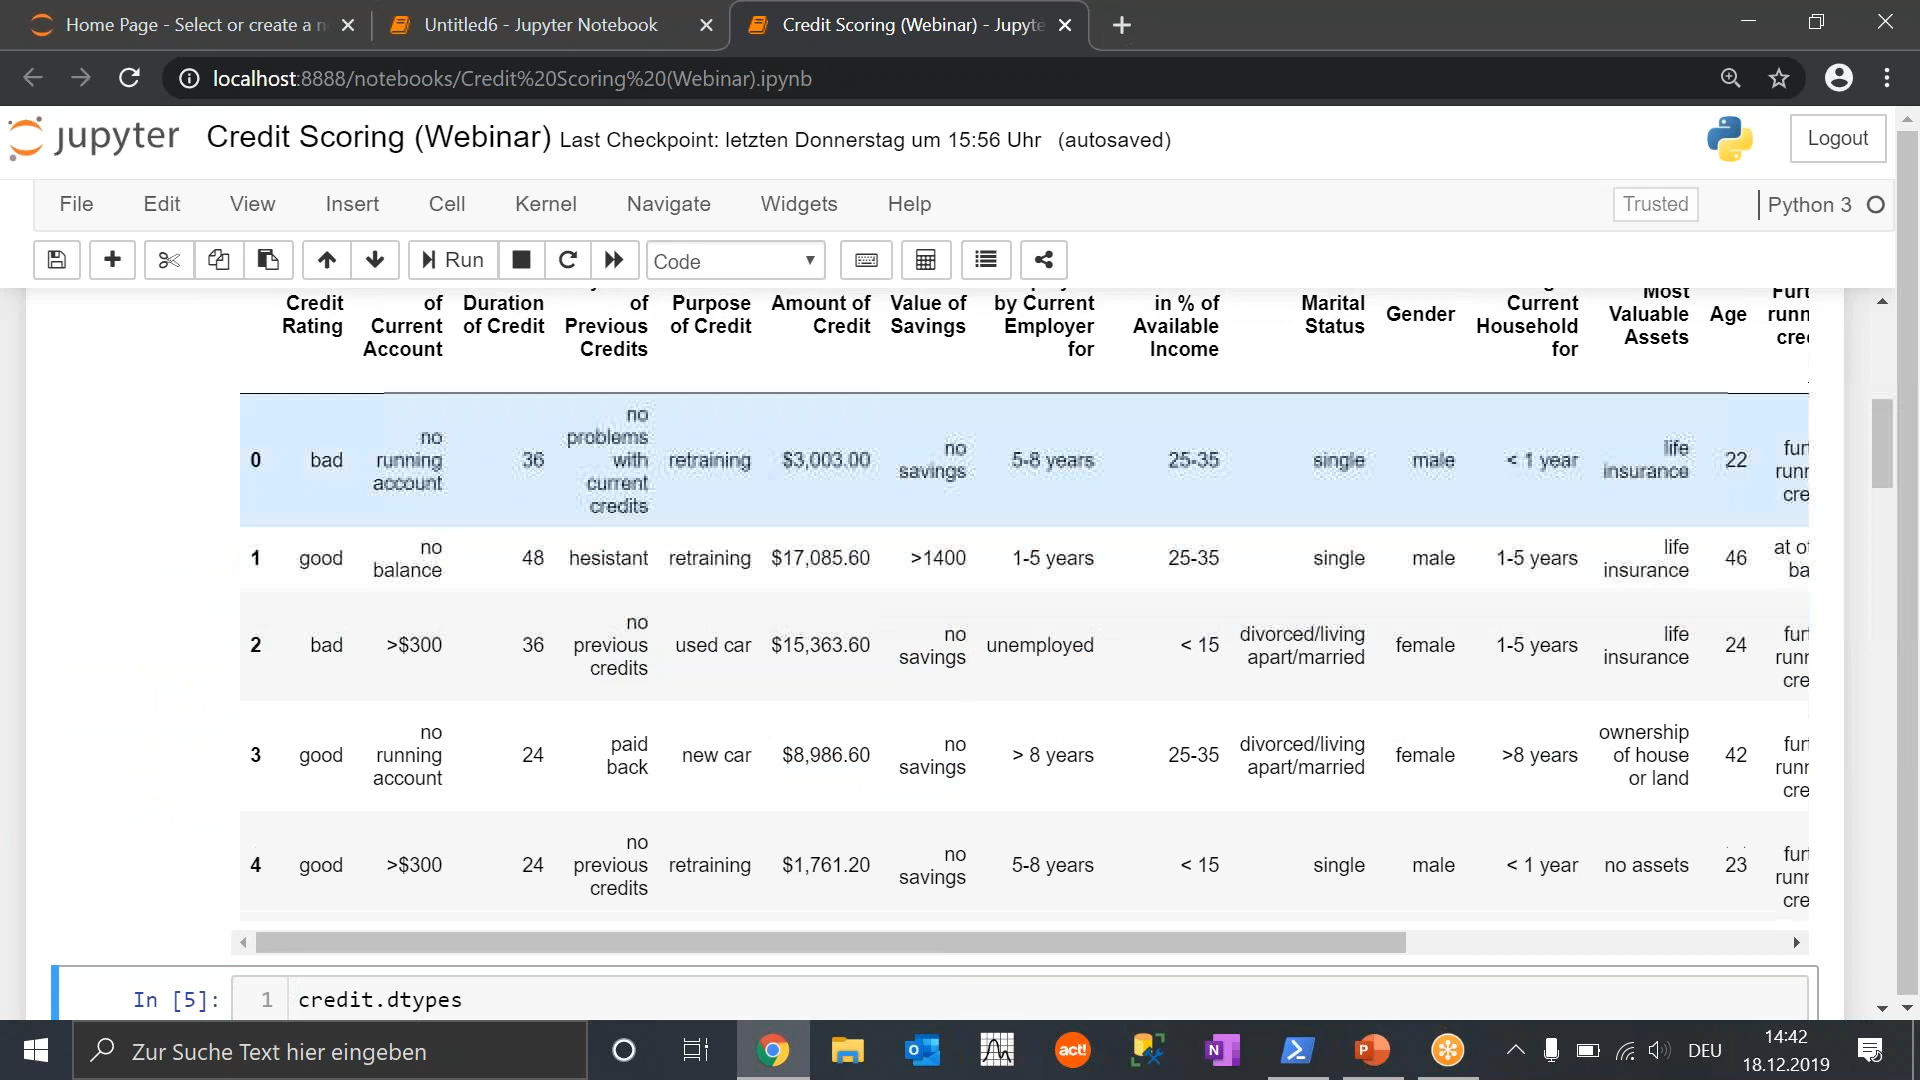 Home Page - Select or create a n
Untitled6 - Jupyter Notebook
Credit Scoring (Webinar) - Jupyte
localhost:8888/notebooks/Credit%20Scoring%20(Webinar).ipynb
jupyter Credit Scoring (Webinar) Last Checkpoint: letzten Donnerstag um 15:56 Uhr (autosaved)
Logout
File Edit View Insert Cell Kernel Navigate Widgets Help
Trusted
Python 3
Run
Code
Credit Rating
of Current Account
Duration of Credit
of Previous Credits
Purpose of Credit
Amount of Credit
Value of Savings
by Current Employer for
in % of Available Income
Marital Status
Gender
Current Household for
Most Valuable Assets
Age
0 bad no running account 36 no problems with current credits retraining $3,003.00 no savings 5-8 years 25-35 single male < 1 year life insurance 22
1 good no balance 48 hesistant retraining $17,085.60 >1400 1-5 years 25-35 single male 1-5 years life insurance 46
2 bad >$300 36 no previous credits used car $15,363.60 no savings unemployed < 15 divorced/living apart/married female 1-5 years life insurance 24
3 good no running account 24 paid back new car $8,986.60 no savings > 8 years 25-35 divorced/living apart/married female >8 years ownership of house or land 42
4 good >$300 24 no previous credits retraining $1,761.20 no savings 5-8 years < 15 single male < 1 year no assets 23
In [5]: 1 credit.dtypes
Zur Suche Text hier eingeben
act!
DEU
14:42
18.12.2019